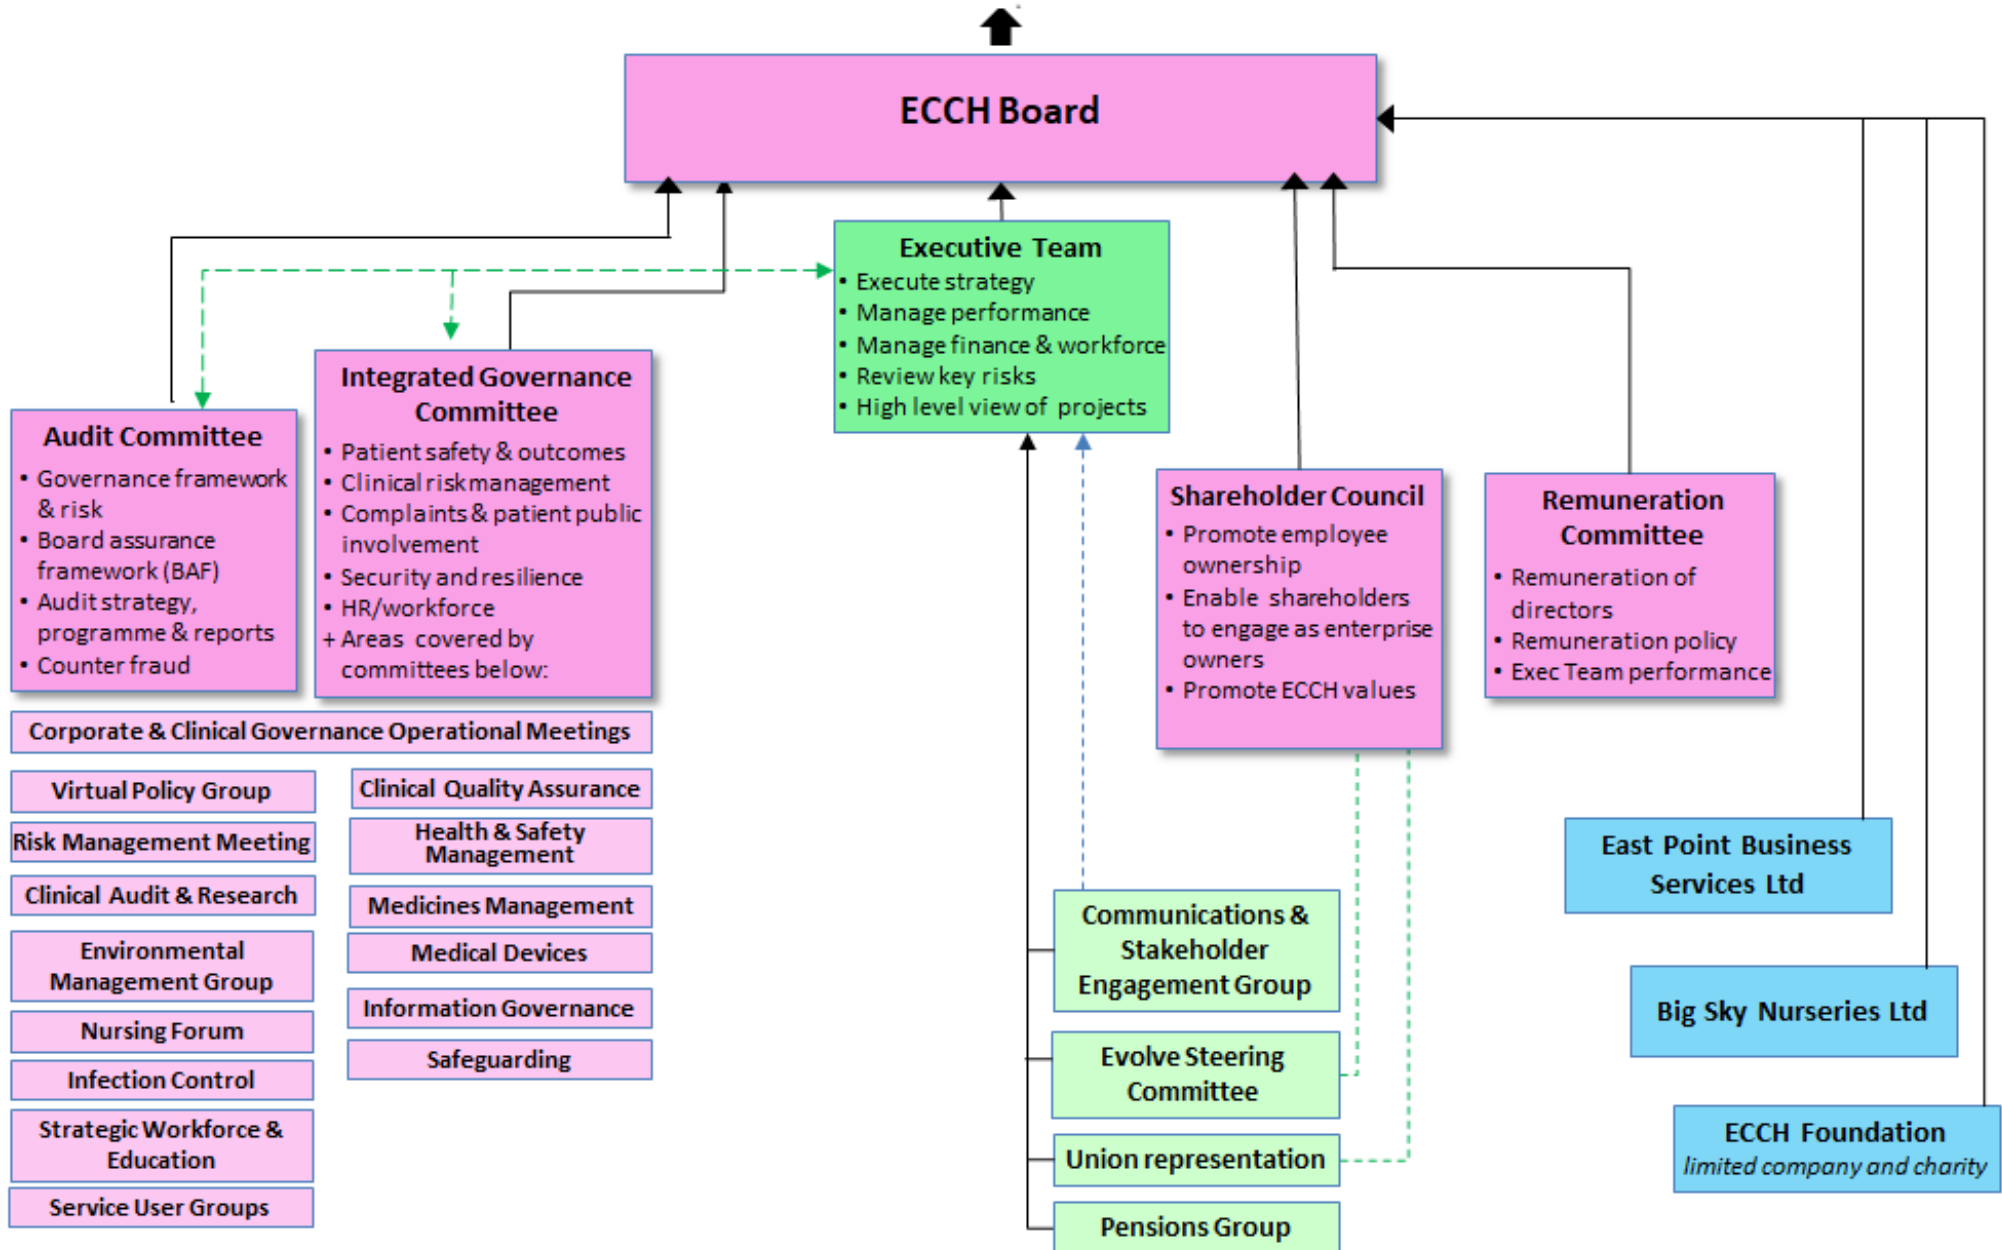 ECCH Board
Executive Team
• Execute strategy
• Manage performance
• Manage finance & workforce
• Review key risks
• High level view of projects
Audit Committee
• Governance framework
& risk
• Board assurance
framework (BAF)
• Audit strategy,
programme & reports
• Counter fraud
Integrated Governance
Committee
• Patient safety & outcomes
• Clinical risk management
• Complaints & patient public
involvement
• Security and resilience
• HR/workforce
+ Areas covered by
committees below:
Shareholder Council
• Promote employee
ownership
• Enable shareholders
to engage as enterprise
owners
• Promote ECCH values
Remuneration
Committee
• Remuneration of
directors
• Remuneration policy
• Exec Team performance
Corporate & Clinical Governance Operational Meetings
Virtual Policy Group
Risk Management Meeting
Clinical Audit & Research
Environmental
Management Group
Nursing Forum
Infection Control
Strategic Workforce &
Education
Service User Groups
Clinical Quality Assurance
Health & Safety
Management
Medicines Management
Medical Devices
Information Governance
Safeguarding
Communications &
Stakeholder
Engagement Group
Evolve Steering
Committee
Union representation
Pensions Group
East Point Business
Services Ltd
Big Sky Nurseries Ltd
ECCH Foundation
limited company and charity